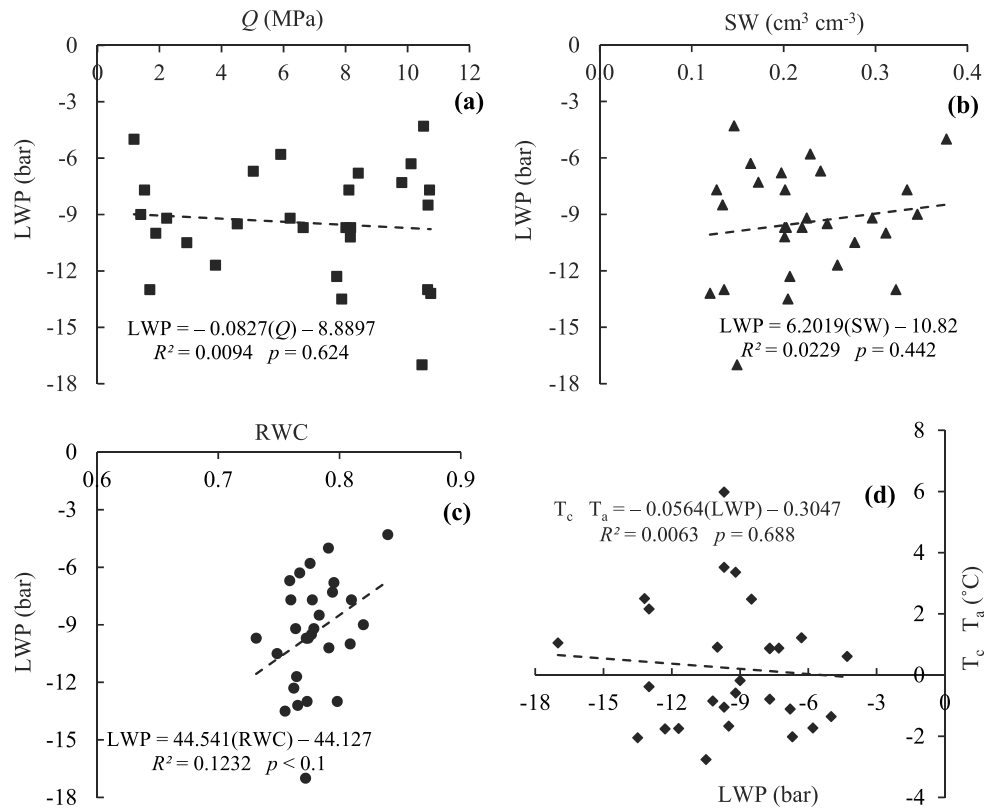 Q (MPa)
0 2 4 6 8 10 12
0
-3
-6
-9
-12
-15
-18
LWP (bar)
(a)
LWP = – 0.0827(Q) – 8.8897
R² = 0.0094 p = 0.624
SW (cm³ cm⁻³)
0.0 0.1 0.2 0.3 0.4
0
-3
-6
-9
-12
-15
-18
LWP (bar)
(b)
LWP = 6.2019(SW) – 10.82
R² = 0.0229 p = 0.442
RWC
0.6 0.7 0.8 0.9
0
-3
-6
-9
-12
-15
-18
LWP (bar)
(c)
LWP = 44.541(RWC) – 44.127
R² = 0.1232 p < 0.1
8
6
4
2
0
-2
-4
(d)
Tc Ta = – 0.0564(LWP) – 0.3047
R² = 0.0063 p = 0.688
Tc Ta (°C)
-18 -15 -12 -9 -6 -3 0
LWP (bar)